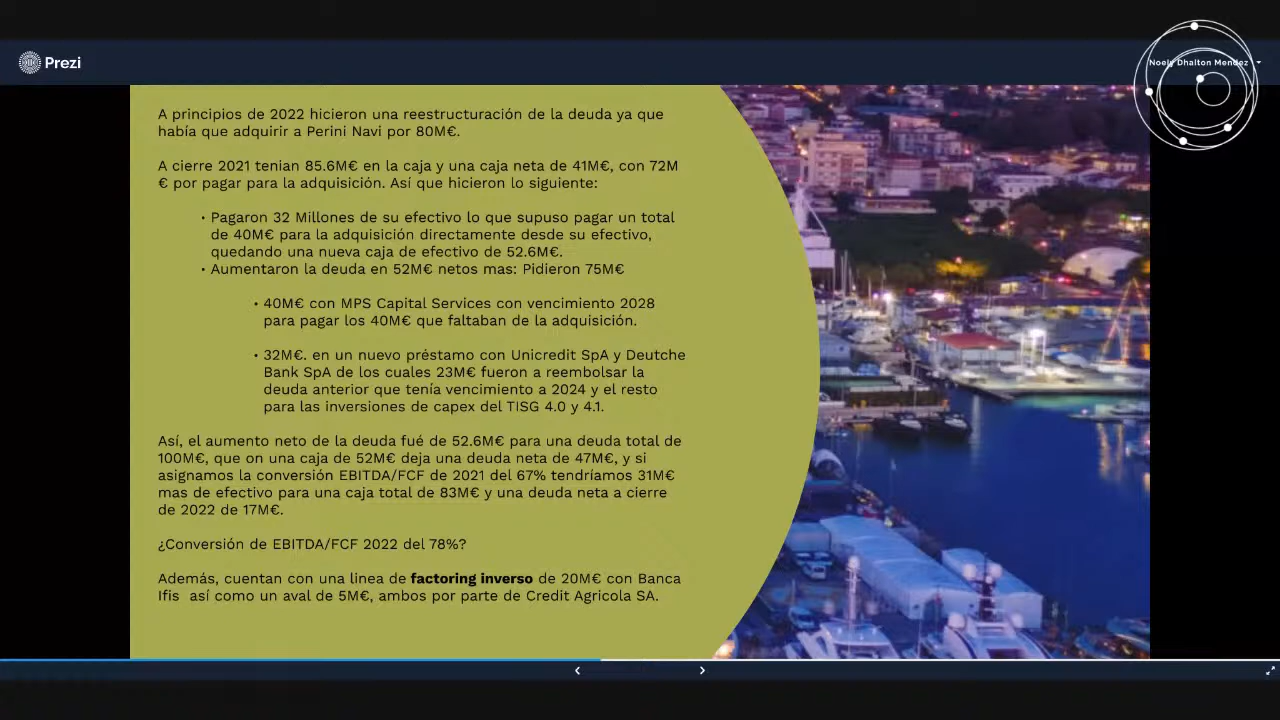 Prezi
Noely Dhalton Mendez
A principios de 2022 hicieron una reestructuración de la deuda ya que
había que adquirir a Perini Navi por 80M€.
A cierre 2021 tenian 85.6M€ en la caja y una caja neta de 41M€, con 72M
€ por pagar para la adquisición. Así que hicieron lo siguiente:
• Pagaron 32 Millones de su efectivo lo que supuso pagar un total
de 40M€ para la adquisición directamente desde su efectivo,
quedando una nueva caja de efectivo de 52.6M€.
• Aumentaron la deuda en 52M€ netos mas: Pidieron 75M€
• 40M€ con MPS Capital Services con vencimiento 2028
para pagar los 40M€ que faltaban de la adquisición.
• 32M€. en un nuevo préstamo con Unicredit SpA y Deutche
Bank SpA de los cuales 23M€ fueron a reembolsar la
deuda anterior que tenía vencimiento a 2024 y el resto
para las inversiones de capex del TISG 4.0 y 4.1.
Así, el aumento neto de la deuda fué de 52.6M€ para una deuda total de
100M€, que on una caja de 52M€ deja una deuda neta de 47M€, y si
asignamos la conversión EBITDA/FCF de 2021 del 67% tendríamos 31M€
mas de efectivo para una caja total de 83M€ y una deuda neta a cierre
de 2022 de 17M€.
¿Conversión de EBITDA/FCF 2022 del 78%?
Además, cuentan con una linea de factoring inverso de 20M€ con Banca
Ifis así como un aval de 5M€, ambos por parte de Credit Agricola SA.